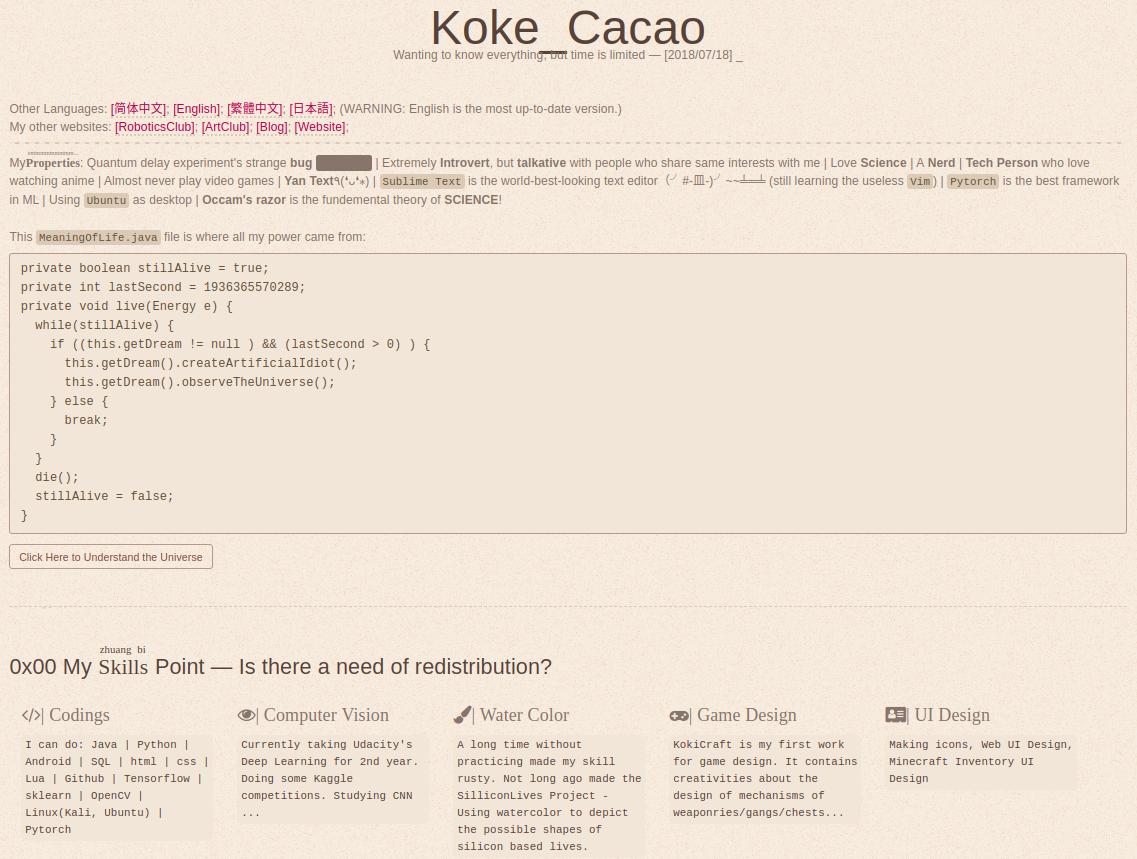 Koke_Cacao
Wanting to know everything, but time is limited — [2018/07/18] _
Other Languages: [简体中文]; [English]; [繁體中文]; [日本語]; (WARNING: English is the most up-to-date version.)
My other websites: [RoboticsClub]; [ArtClub]; [Blog]; [Website];
MyProperties: Quantum delay experiment's strange bug | Extremely Introvert, but talkative with people who share same interests with me | Love Science | A Nerd | Tech Person who love
watching anime | Almost never play video games | Yan Text٩(❛ᴗ❛⁎) | Sublime Text is the world-best-looking text editor （╯#-皿-)╯~~╧═╧ (still learning the useless Vim) | Pytorch is the best framework
in ML | Using Ubuntu as desktop | Occam's razor is the fundemental theory of SCIENCE!
This MeaningOfLife.java file is where all my power came from:
private boolean stillAlive = true;
private int lastSecond = 1936365570289;
private void live(Energy e) {
  while(stillAlive) {
    if ((this.getDream != null ) && (lastSecond > 0) ) {
      this.getDream().createArtificialIdiot();
      this.getDream().observeTheUniverse();
    } else {
      break;
    }
  }
  die();
  stillAlive = false;
}
Click Here to Understand the Universe
zhuang bi
0x00 My Skills Point — Is there a need of redistribution?
| Codings
I can do: Java | Python |
Android | SQL | html | css |
Lua | Github | Tensorflow |
sklearn | OpenCV |
Linux(Kali, Ubuntu) |
Pytorch
| Computer Vision
Currently taking Udacity's
Deep Learning for 2nd year.
Doing some Kaggle
competitions. Studying CNN
...
| Water Color
A long time without
practicing made my skill
rusty. Not long ago made the
SilliconLives Project -
Using watercolor to depict
the possible shapes of
silicon based lives.
| Game Design
KokiCraft is my first work
for game design. It contains
creativities about the
design of mechanisms of
weaponries/gangs/chests...
| UI Design
Making icons, Web UI Design,
Minecraft Inventory UI
Design